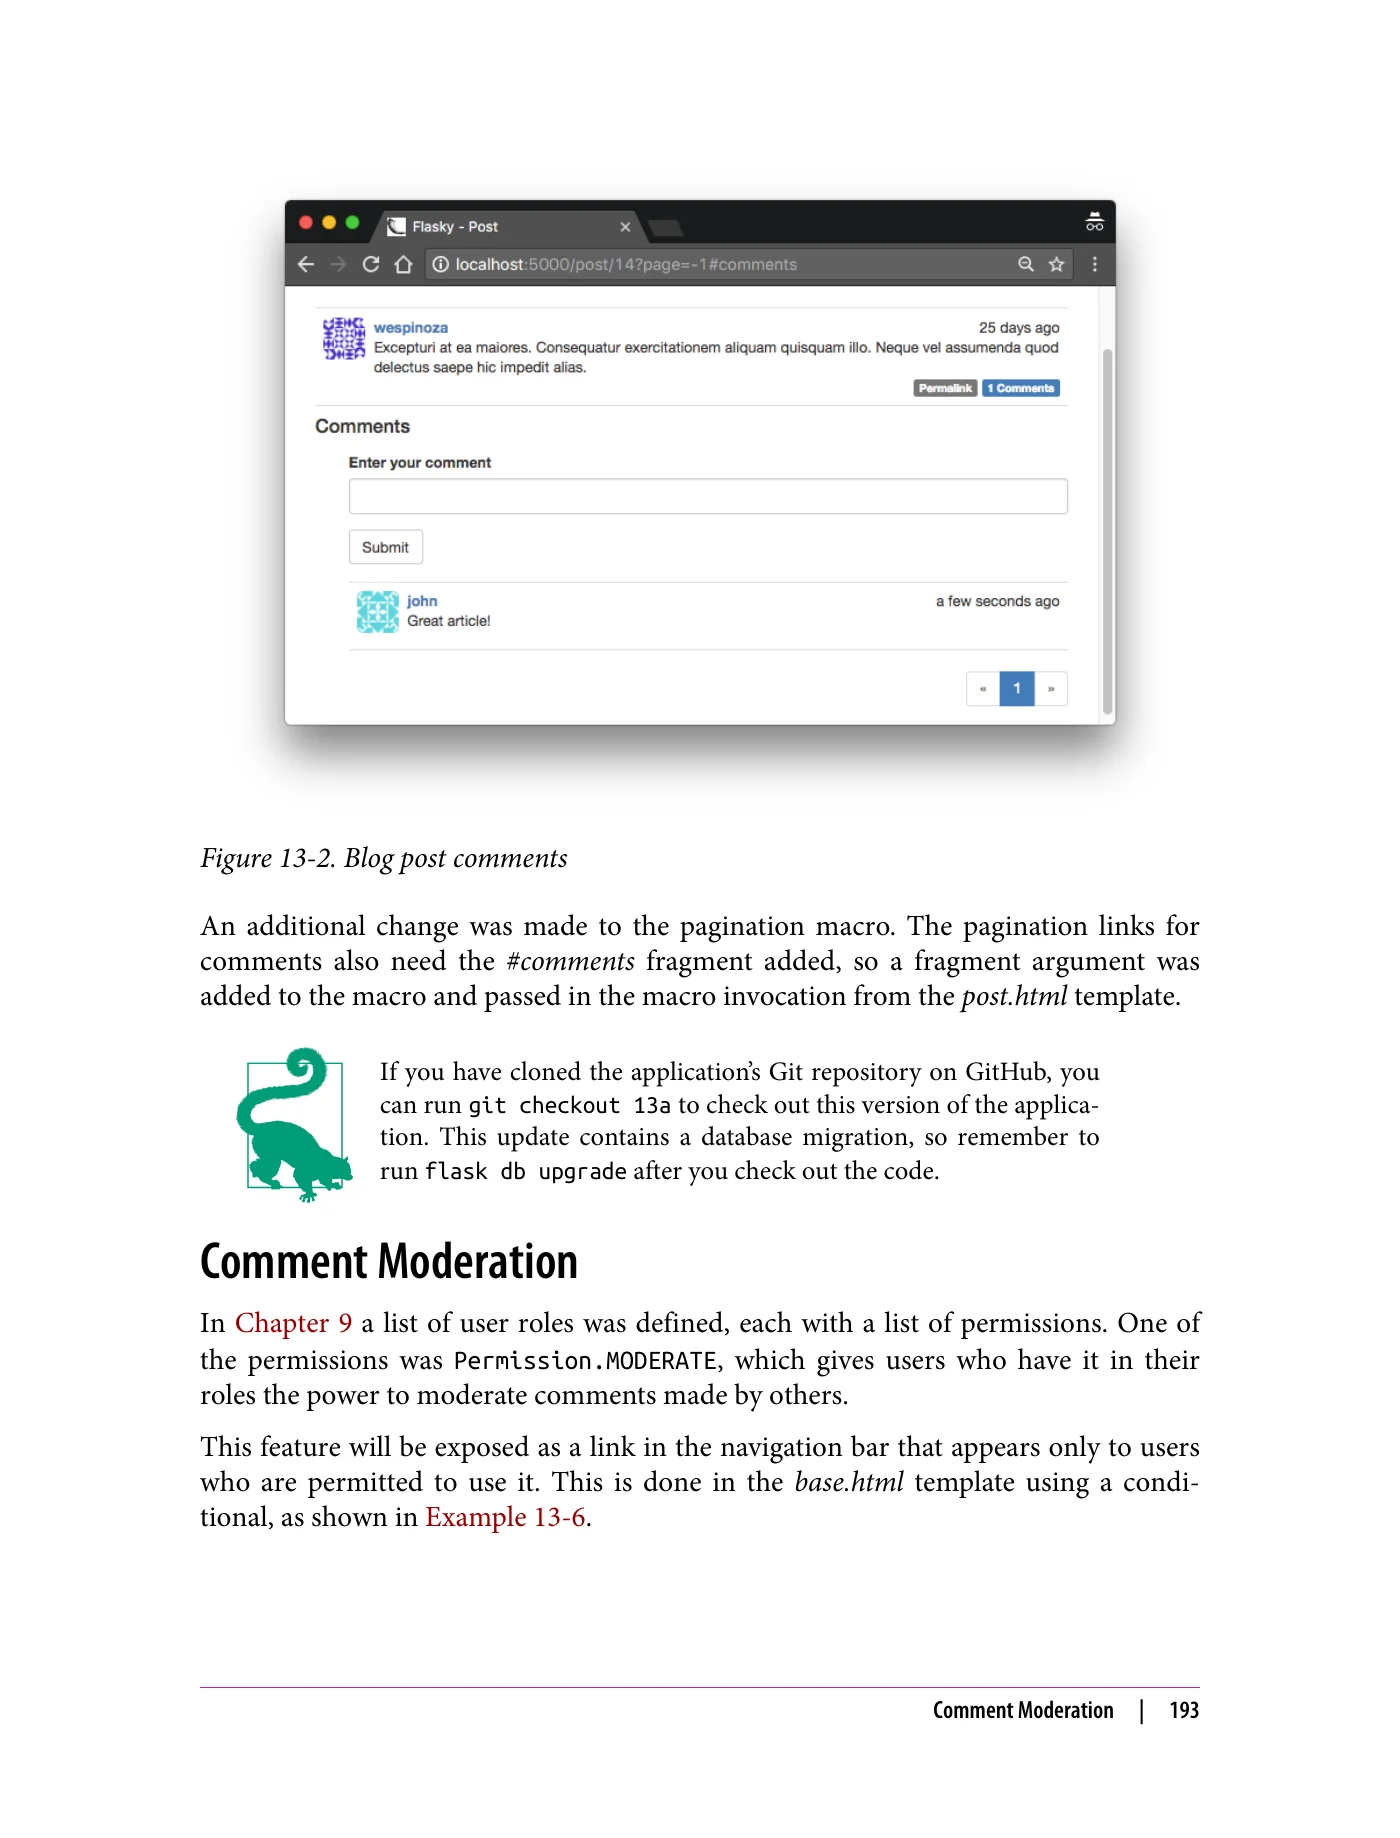 Flasky - Post
localhost:5000/post/14?page=-1#comments
wespinoza 25 days ago
Excepturi at ea maiores. Consequatur exercitationem aliquam quisquam illo. Neque vel assumenda quod
delectus saepe hic impedit alias.
Permalink 1 Comments
Comments
Enter your comment
Submit
john a few seconds ago
Great article!
« 1 »
Figure 13-2. Blog post comments
An additional change was made to the pagination macro. The pagination links for
comments also need the #comments fragment added, so a fragment argument was
added to the macro and passed in the macro invocation from the post.html template.
If you have cloned the application’s Git repository on GitHub, you
can run git checkout 13a to check out this version of the applica-
tion. This update contains a database migration, so remember to
run flask db upgrade after you check out the code.
Comment Moderation
In Chapter 9 a list of user roles was defined, each with a list of permissions. One of
the permissions was Permission.MODERATE, which gives users who have it in their
roles the power to moderate comments made by others.
This feature will be exposed as a link in the navigation bar that appears only to users
who are permitted to use it. This is done in the base.html template using a condi-
tional, as shown in Example 13-6.
Comment Moderation | 193